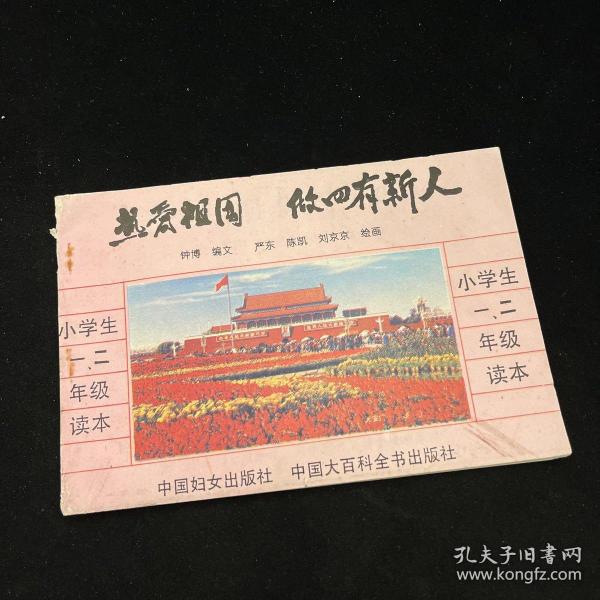 热爱祖国 做四有新人
钟博 编文 严东 陈凯 刘京京 绘画
小学生
一、二
年级
读本
小学生
一、二
年级
读本
中国妇女出版社 中国大百科全书出版社
孔夫子旧书网
www.kongfz.com